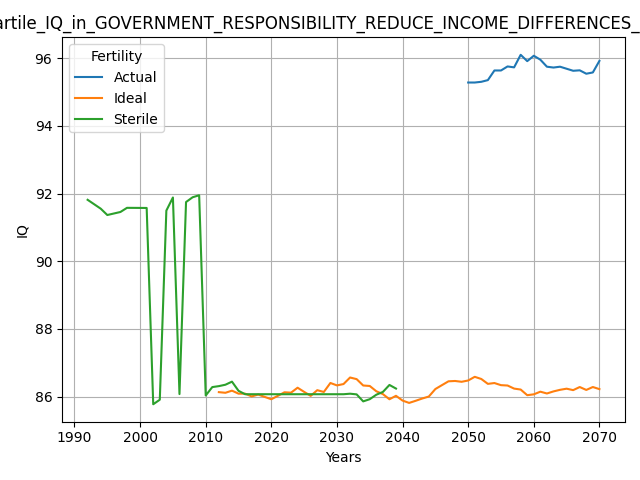 artile_IQ_in_GOVERNMENT_RESPONSIBILITY_REDUCE_INCOME_DIFFERENCES_
96
94
92
90
88
86
IQ
Fertility
Actual
Ideal
Sterile
1990 2000 2010 2020 2030 2040 2050 2060 2070
Years